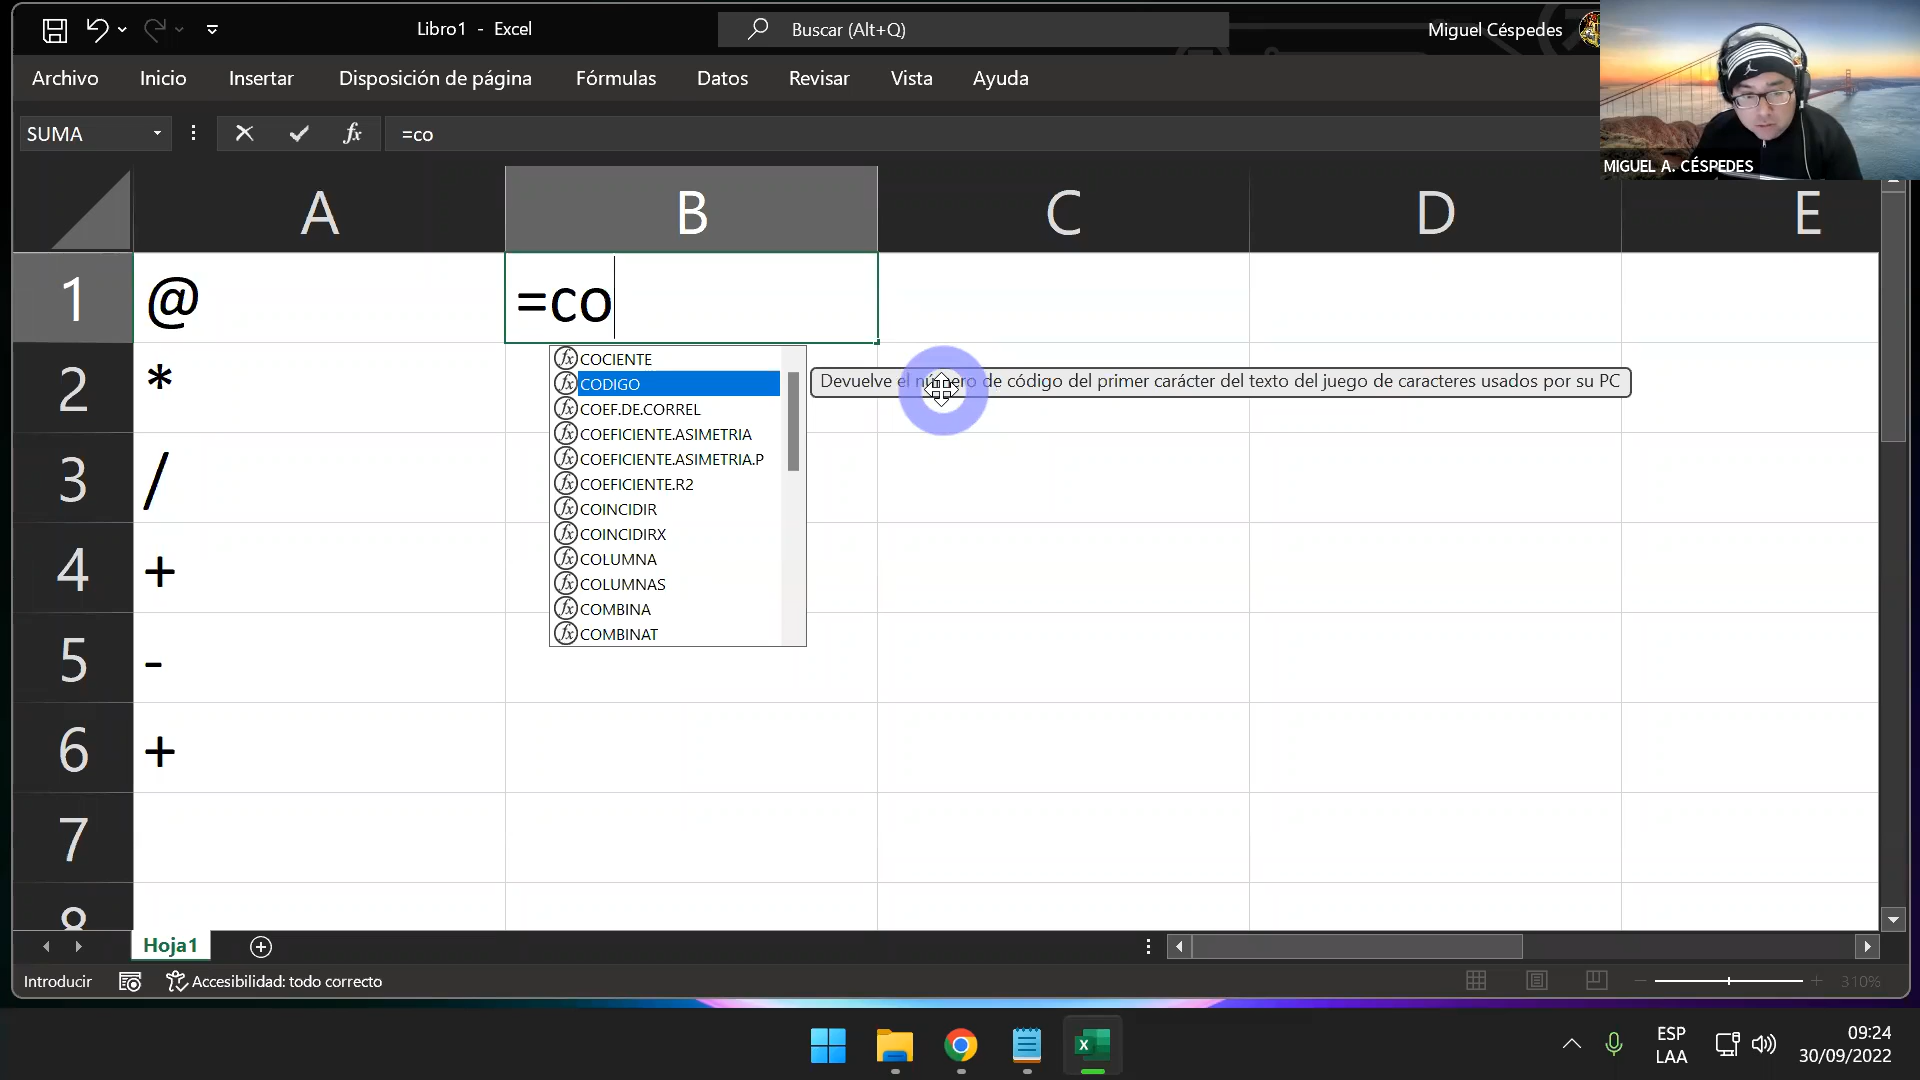 Libro1 - Excel
Buscar (Alt+Q)
Miguel Céspedes
Archivo
Inicio
Insertar
Disposición de página
Fórmulas
Datos
Revisar
Vista
Ayuda
SUMA
fx
=co
MIGUEL A. CÉSPEDES
A
B
C
D
E
1
@
=co
2
*
3
/
4
+
5
-
6
+
7
8
COCIENTE
CODIGO
COEF.DE.CORREL
COEFICIENTE.ASIMETRIA
COEFICIENTE.ASIMETRIA.P
COEFICIENTE.R2
COINCIDIR
COINCIDIRX
COLUMNA
COLUMNAS
COMBINA
COMBINAT
Devuelve el número de código del primer carácter del texto del juego de caracteres usados por su PC
Hoja1
Introducir
Accesibilidad: todo correcto
310%
ESP
LAA
09:24
30/09/2022